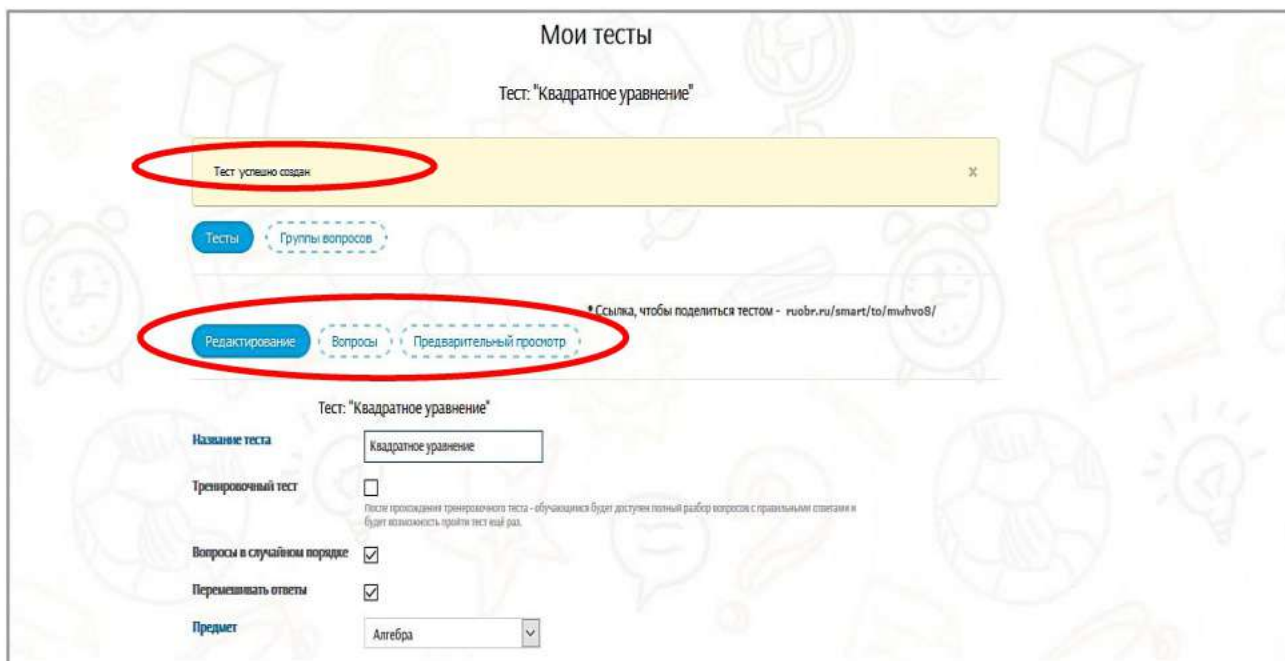 Мои тесты
Тест: "Квадратное уравнение"
Тест успешно создан x
Тесты Группы вопросов
* Ссылка, чтобы поделиться тестом - ruobr.ru/smart/to/mwhvo8/
Редактирование Вопросы Предварительный просмотр
Тест: "Квадратное уравнение"
Название теста Квадратное уравнение
Тренировочный тест
После прохождения тренировочного теста - обучающимся будет доступен полный разбор вопросов с правильными ответами и
будет возможность пройти тест ещё раз.
Вопросы в случайном порядке
Перемешивать ответы
Предмет Алгебра